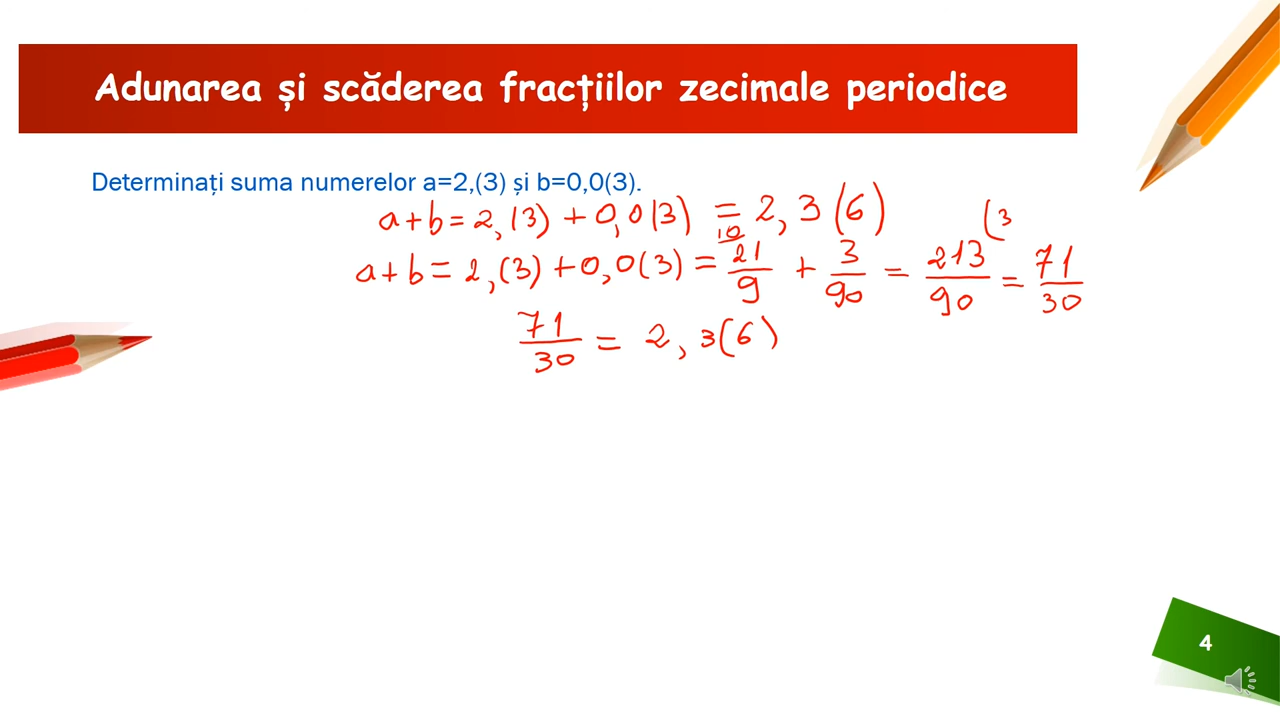 Adunarea și scăderea fracțiilor zecimale periodice
Determinați suma numerelor a=2,(3) și b=0,0(3).
a+b=2,(3)+0,0(3)=2,3(6)
(3
10
a+b=2,(3)+0,0(3)=21/9+3/90=213/90=71/30
71/30=2,3(6)
4